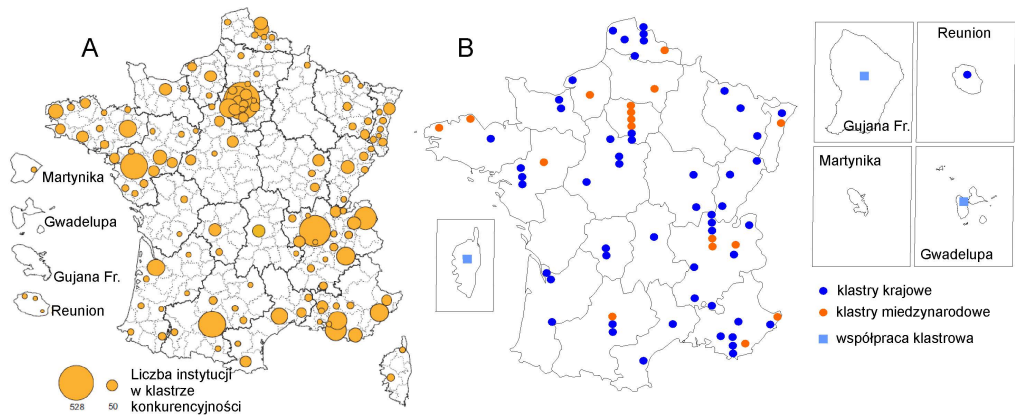 A
Martynika
Gwadelupa
Gujana Fr.
Reunion
528
50
Liczba instytucji
w klastrze
konkurencyjności
B
Gujana Fr.
Reunion
Martynika
Gwadelupa
klastry krajowe
klastry miedzynarodowe
współpraca klastrowa